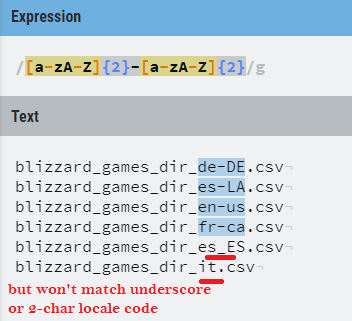 Expression
/[a-zA-Z]{2}-[a-zA-Z]{2}/g
Text
blizzard_games_dir_de-DE.csv¬
blizzard_games_dir_es-LA.csv¬
blizzard_games_dir_en-us.csv¬
blizzard_games_dir_fr-ca.csv¬
blizzard_games_dir_es_ES.csv¬
blizzard_games_dir_it.csv¬
but won't match underscore
or 2-char locale code